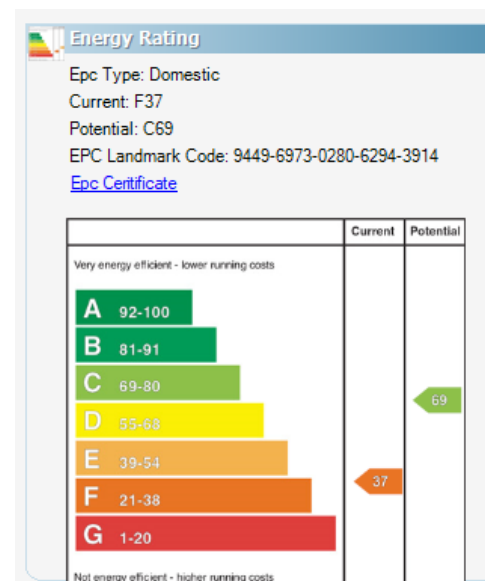 Energy Rating
Epc Type: Domestic
Current: F37
Potential: C69
EPC Landmark Code: 9449-6973-0280-6294-3914
Epc Ceritificate
Current Potential
Very energy efficient - lower running costs
A 92-100
B 81-91
C 69-80
69
D 55-68
E 39-54
37
F 21-38
G 1-20
Not energy efficient - higher running costs